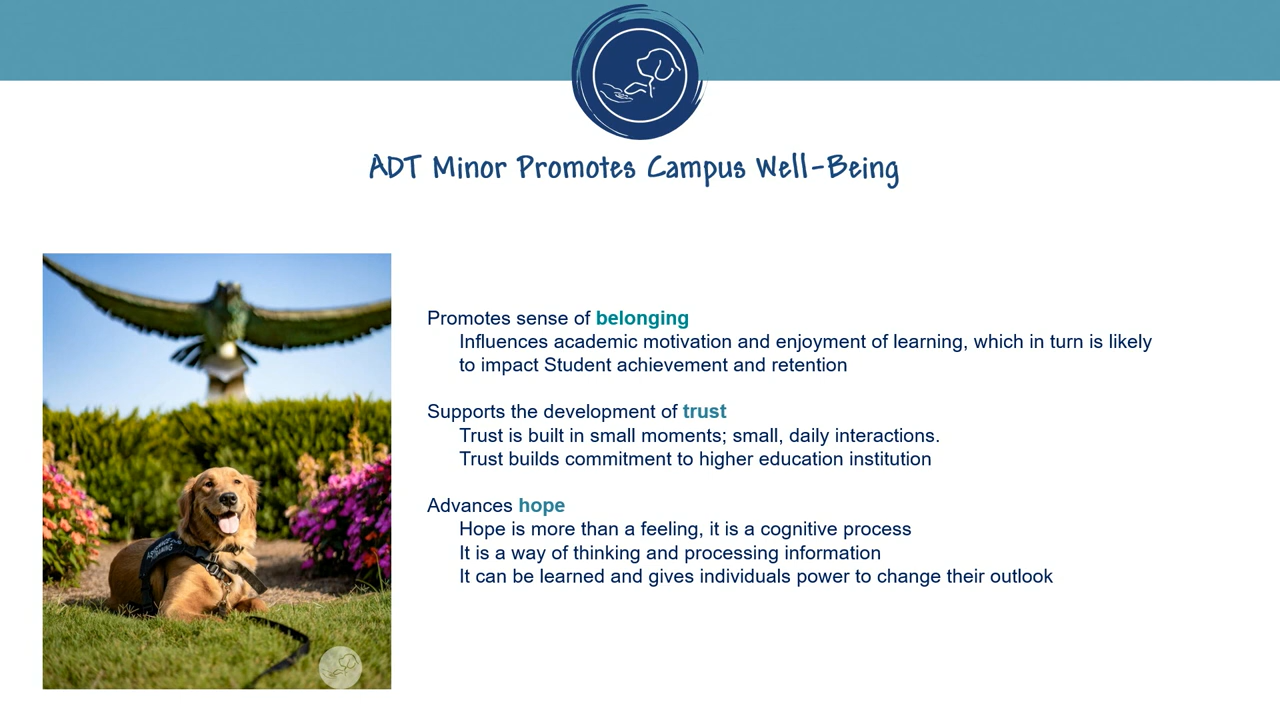 ADT Minor Promotes Campus Well-Being
Promotes sense of belonging
Influences academic motivation and enjoyment of learning, which in turn is likely
to impact Student achievement and retention
Supports the development of trust
Trust is built in small moments; small, daily interactions.
Trust builds commitment to higher education institution
Advances hope
Hope is more than a feeling, it is a cognitive process
It is a way of thinking and processing information
It can be learned and gives individuals power to change their outlook